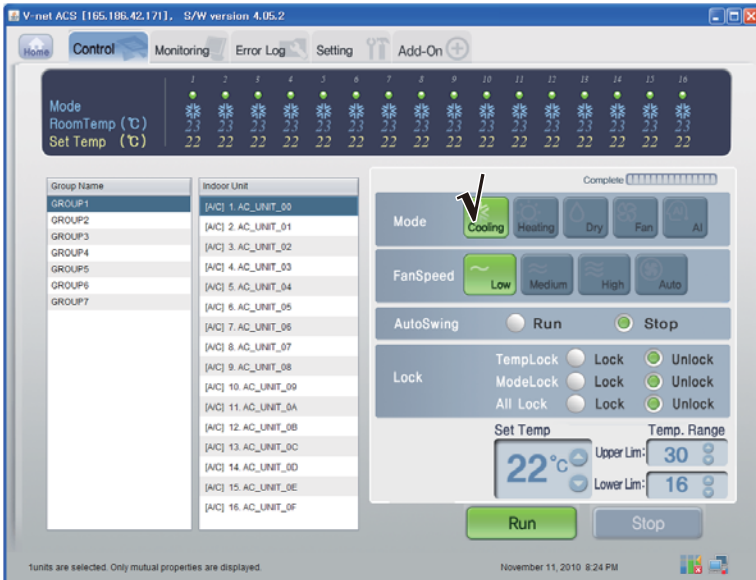 V-net ACS [165.186.42.171], S/W version 4.05.2
Home Control Monitoring Error Log Setting Add-On
1 2 3 4 5 6 7 8 9 10 11 12 13 14 15 16
Mode
RoomTemp (℃) 23 23 23 23 23 23 23 23 23 23 23 23 23 23 23 23
Set Temp (℃) 22 22 22 22 22 22 22 22 22 22 22 22 22 22 22 22
Group Name
GROUP1
GROUP2
GROUP3
GROUP4
GROUP5
GROUP6
GROUP7
Indoor Unit
[A/C] 1. AC_UNIT_00
[A/C] 2. AC_UNIT_01
[A/C] 3. AC_UNIT_02
[A/C] 4. AC_UNIT_03
[A/C] 5. AC_UNIT_04
[A/C] 6. AC_UNIT_05
[A/C] 7. AC_UNIT_06
[A/C] 8. AC_UNIT_07
[A/C] 9. AC_UNIT_08
[A/C] 10. AC_UNIT_09
[A/C] 11. AC_UNIT_0A
[A/C] 12. AC_UNIT_0B
[A/C] 13. AC_UNIT_0C
[A/C] 14. AC_UNIT_0D
[A/C] 15. AC_UNIT_0E
[A/C] 16. AC_UNIT_0F
Complete
Mode Cooling Heating Dry Fan AI
FanSpeed Low Medium High Auto
AutoSwing Run Stop
Lock
TempLock Lock Unlock
ModeLock Lock Unlock
All Lock Lock Unlock
Set Temp Temp. Range
22°C
Upper Lim: 30
Lower Lim: 16
Run Stop
1units are selected. Only mutual properties are displayed.
November 11, 2010 8:24 PM